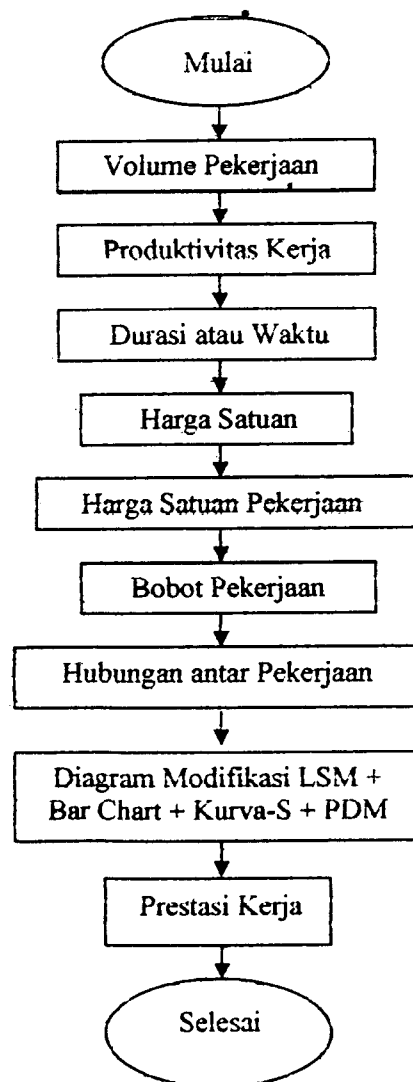 Mulai
Volume Pekerjaan
Produktivitas Kerja
Durasi atau Waktu
Harga Satuan
Harga Satuan Pekerjaan
Bobot Pekerjaan
Hubungan antar Pekerjaan
Diagram Modifikasi LSM +
Bar Chart + Kurva-S + PDM
Prestasi Kerja
Selesai